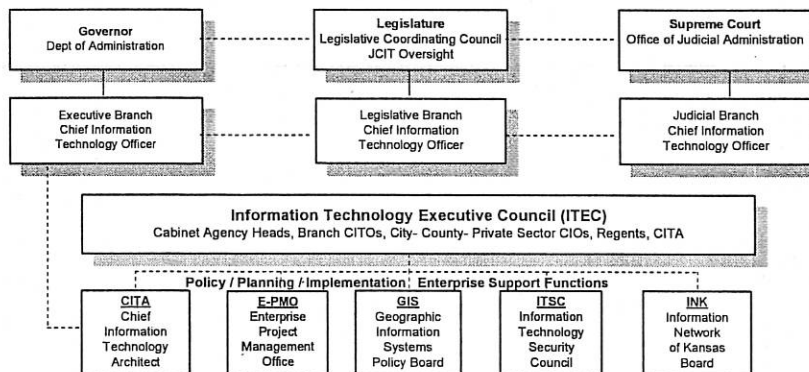 Governor
Dept of Administration
Legislature
Legislative Coordinating Council
JCIT Oversight
Supreme Court
Office of Judicial Administration
Executive Branch
Chief Information
Technology Officer
Legislative Branch
Chief Information
Technology Officer
Judicial Branch
Chief Information
Technology Officer
Information Technology Executive Council (ITEC)
Cabinet Agency Heads, Branch CITOs, City- County- Private Sector CIOs, Regents, CITA
Policy / Planning / Implementation Enterprise Support Functions
CITA
Chief
Information
Technology
Architect
E-PMO
Enterprise
Project
Management
Office
GIS
Geographic
Information
Systems
Policy Board
ITSC
Information
Technology
Security
Council
INK
Information
Network
of Kansas
Board